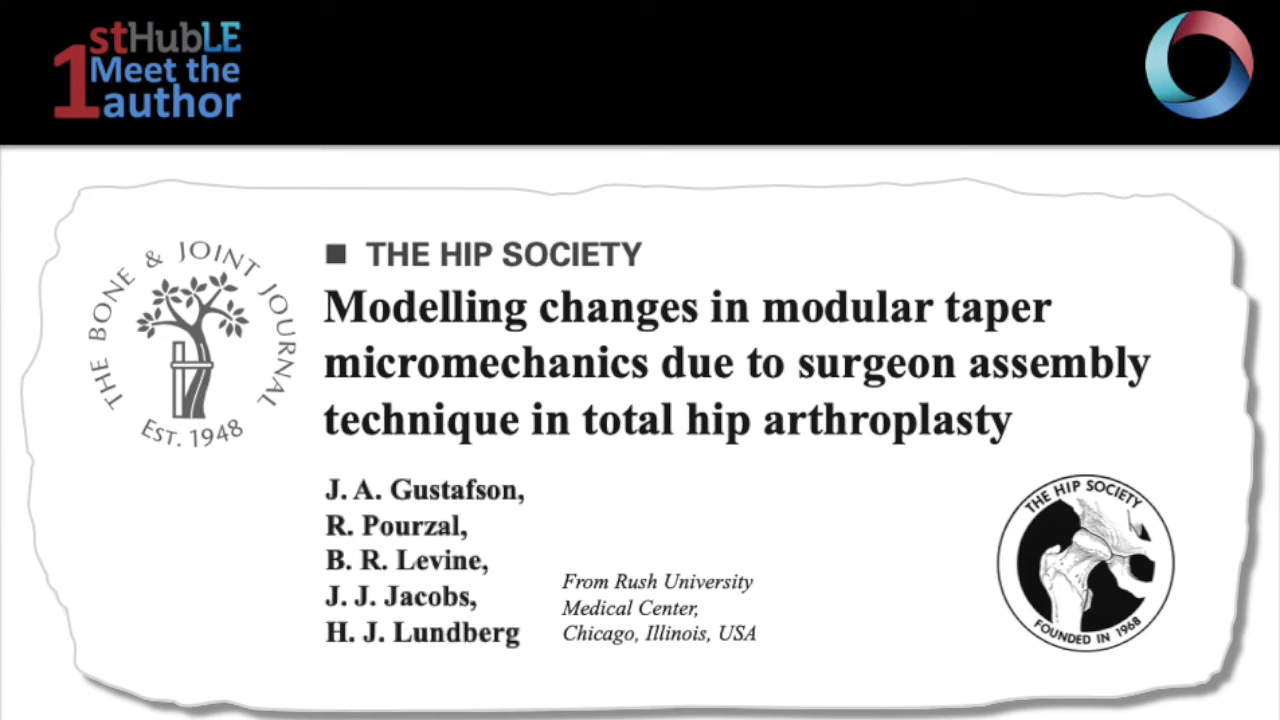 1stHubLE
Meet the
author
THE BONE & JOINT JOURNAL
EST. 1948
THE HIP SOCIETY
Modelling changes in modular taper
micromechanics due to surgeon assembly
technique in total hip arthroplasty
J. A. Gustafson,
R. Pourzal,
B. R. Levine,
J. J. Jacobs,
H. J. Lundberg
From Rush University
Medical Center,
Chicago, Illinois, USA
THE HIP SOCIETY
FOUNDED IN 1968